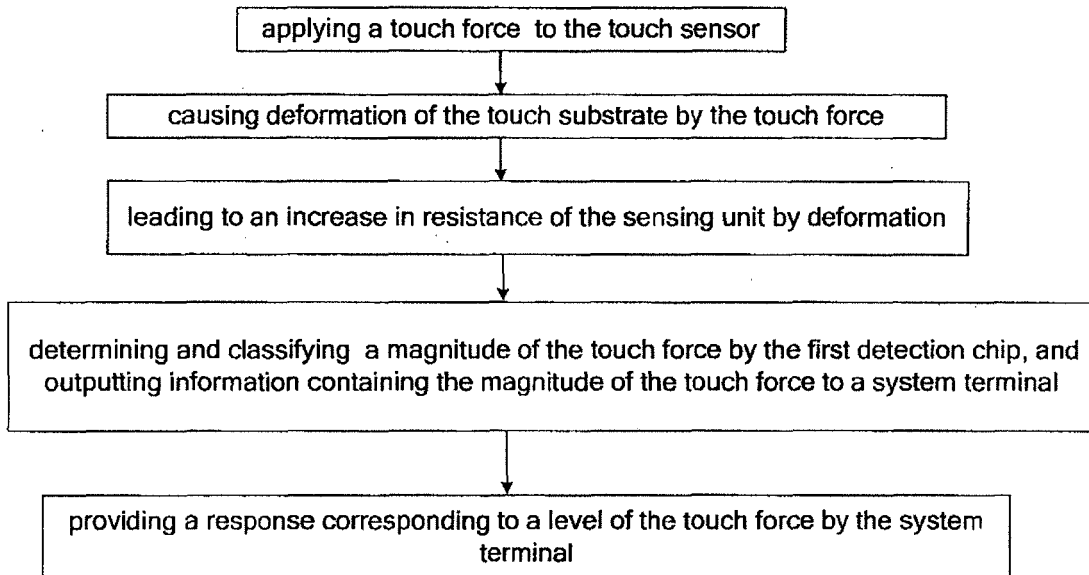 applying a touch force to the touch sensor
causing deformation of the touch substrate by the touch force
leading to an increase in resistance of the sensing unit by deformation
determining and classifying a magnitude of the touch force by the first detection chip, and
outputting information containing the magnitude of the touch force to a system terminal
providing a response corresponding to a level of the touch force by the system
terminal